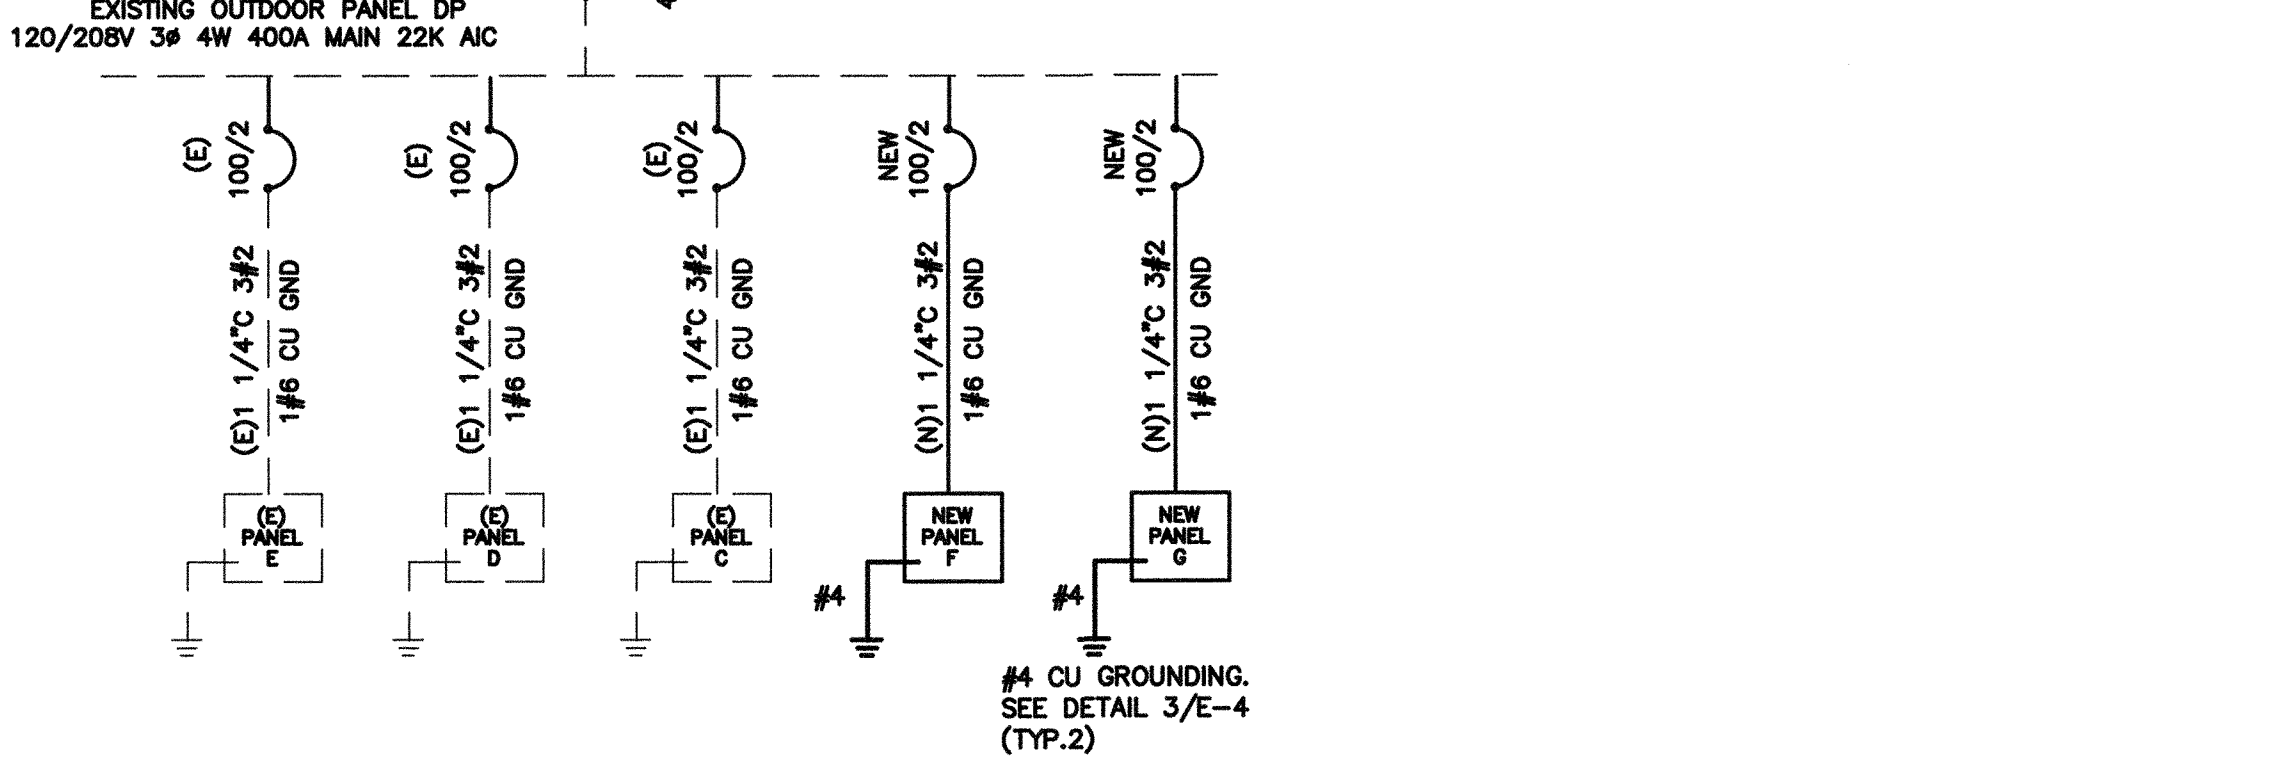 EXISTING OUTDOOR PANEL DP
120/208V 3ø 4W 400A MAIN 22K AIC
4
(E)
100/2
(E)
100/2
(E)
100/2
NEW
100/2
NEW
100/2
(E)1 1/4"C 3#2
1#6 CU GND
(E)1 1/4"C 3#2
1#6 CU GND
(E)1 1/4"C 3#2
1#6 CU GND
(N)1 1/4"C 3#2
1#6 CU GND
(N)1 1/4"C 3#2
1#6 CU GND
(E)
PANEL
E
(E)
PANEL
D
(E)
PANEL
C
NEW
PANEL
F
NEW
PANEL
G
#4
#4
#4 CU GROUNDING.
SEE DETAIL 3/E-4
(TYP.2)